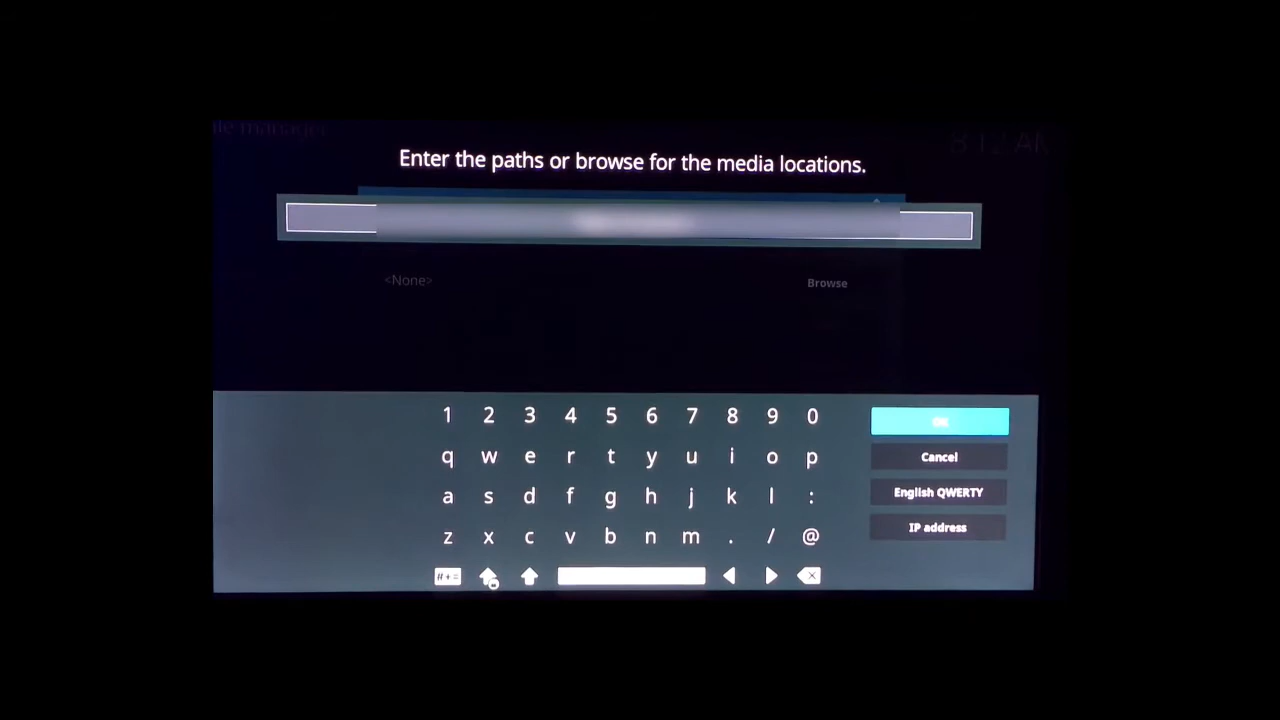 Enter the paths or browse for the media locations.
<None>
Browse
1 2 3 4 5 6 7 8 9 0
q w e r t y u i o p
a s d f g h j k l :
z x c v b n m . / @
#+=
OK
Cancel
English QWERTY
IP address